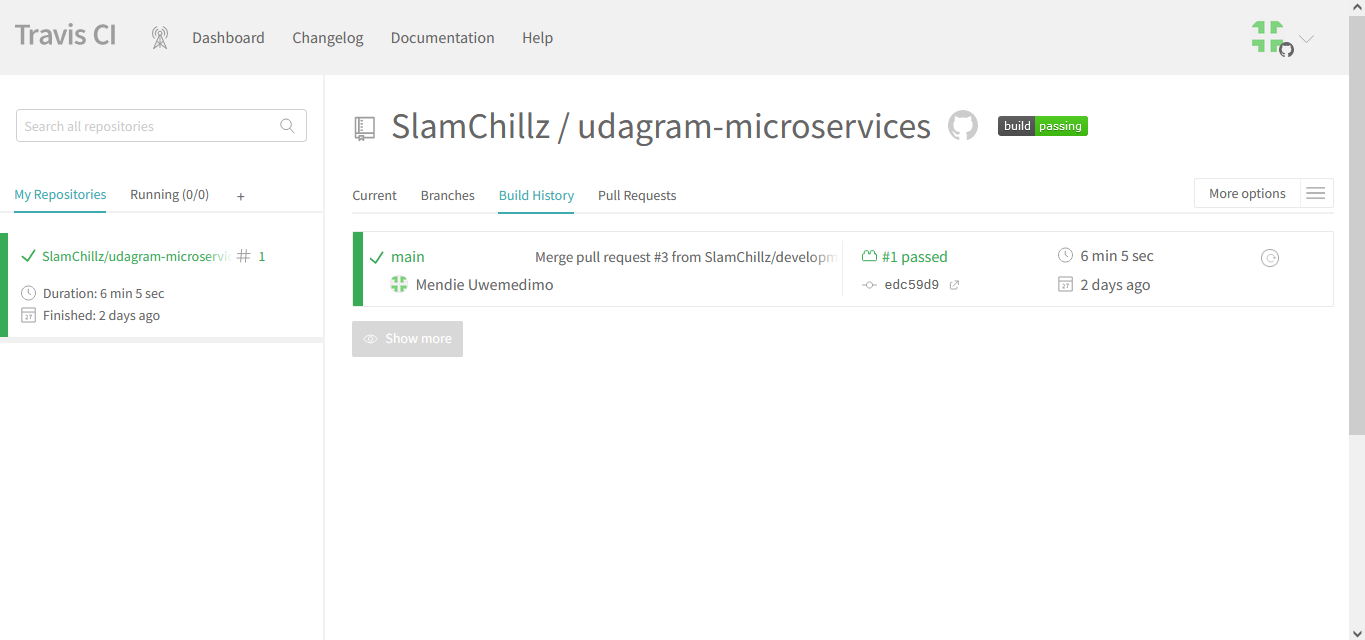 Travis CI Dashboard Changelog Documentation Help
Search all repositories
My Repositories Running (0/0) +
SlamChillz/udagram-microservi # 1
Duration: 6 min 5 sec
27 Finished: 2 days ago
SlamChillz / udagram-microservices build passing
Current Branches Build History Pull Requests More options
main Merge pull request #3 from SlamChillz/developm #1 passed 6 min 5 sec
Mendie Uwemedimo edc59d9 27 2 days ago
Show more